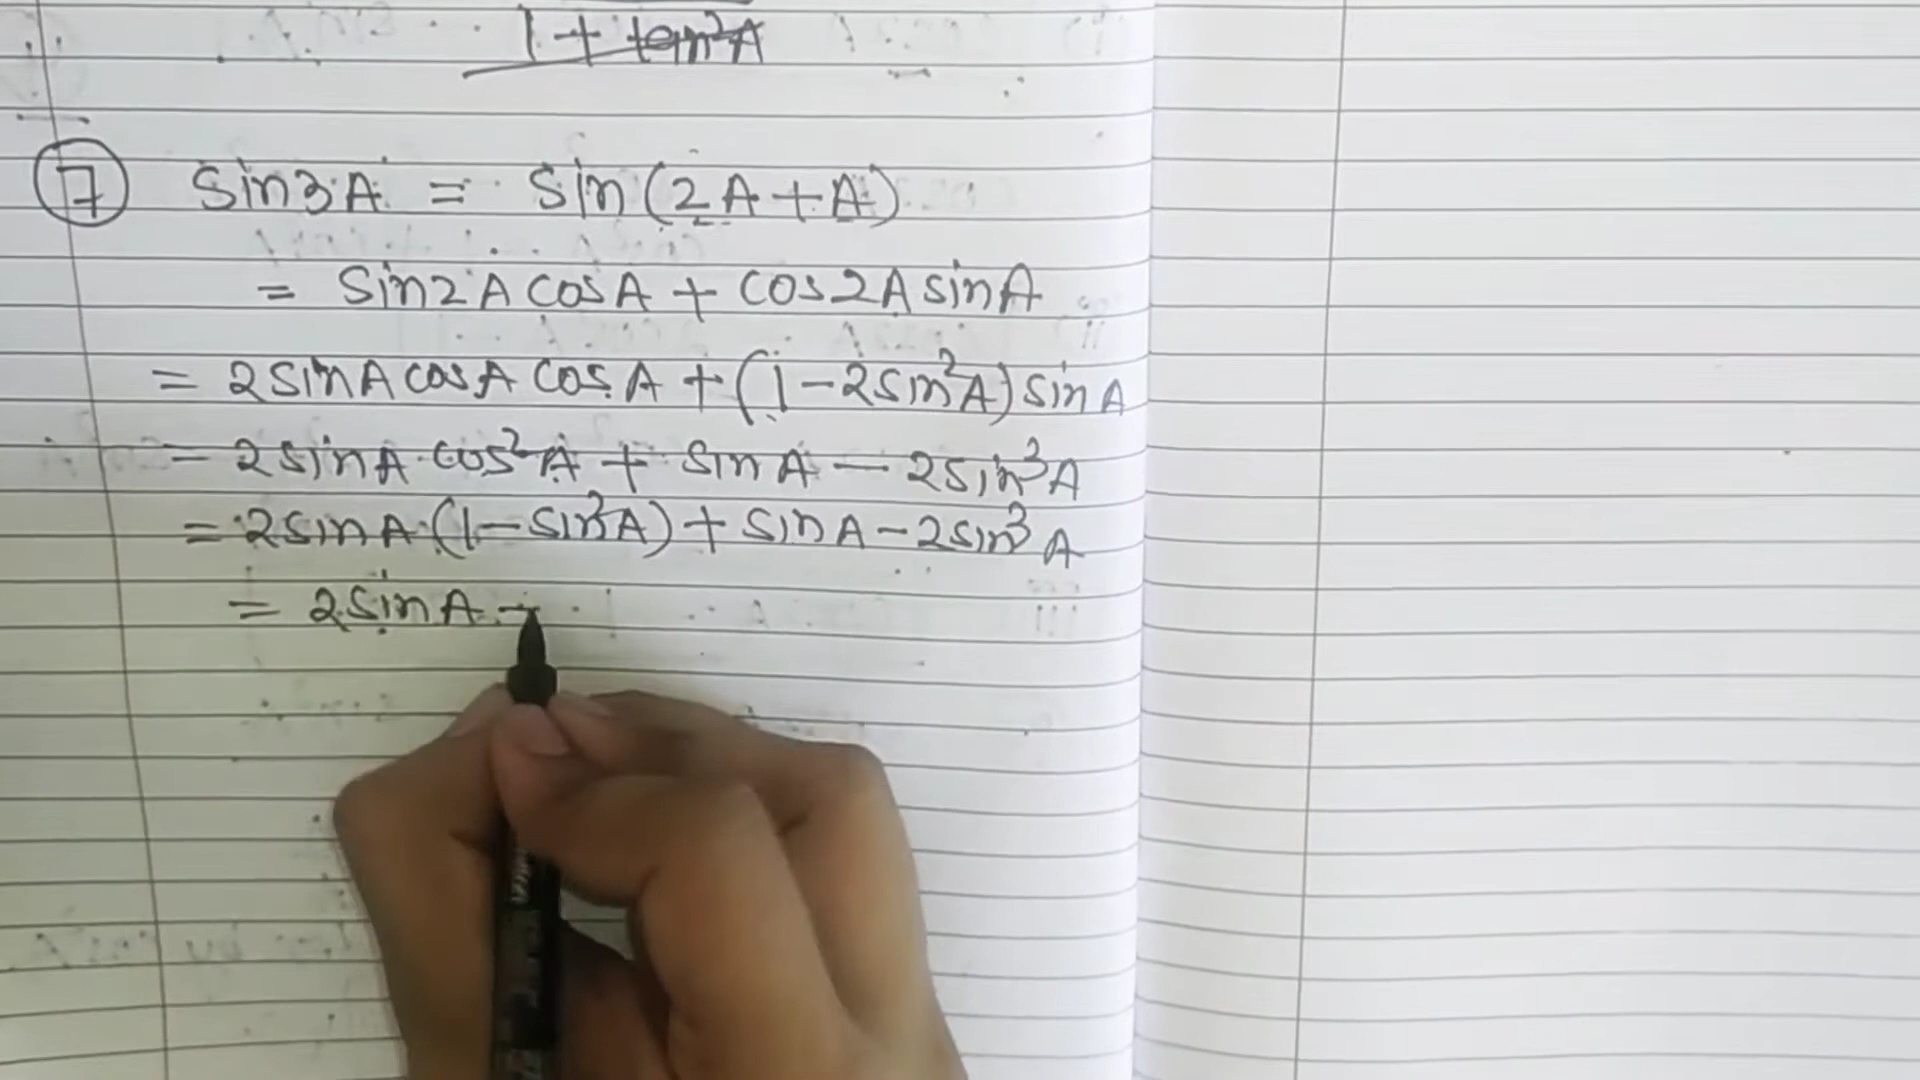 1 + tan²A
7 Sin3A = Sin(2A + A)
= Sin2A cosA + cos2A sinA
= 2sinA cosA cosA + (1 - 2sin²A) sinA
= 2sinA cos²A + sinA - 2sin³A
= 2sinA (1 - sin²A) + sinA - 2sin³A
= 2sinA -